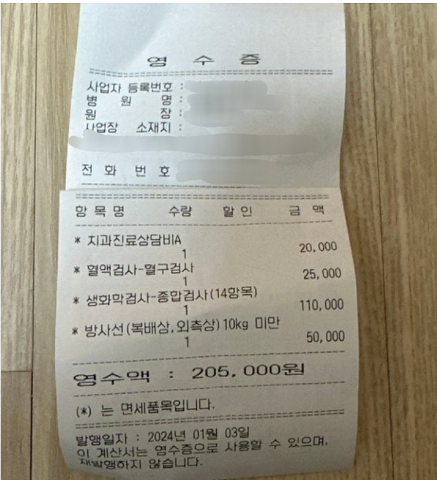 영 수 증
사업자 등록번호 :
병 원 명 :
원 장 :
사업장 소재지 :
전 화 번 호
항 목 명 수량 할 인 금 액
* 치과진료상담비A
1 20,000
* 혈액검사-혈구검사
1 25,000
* 생화막검사-종합검사(14항목)
1 110,000
* 방사선(복배상,외측상)10kg 미만
1 50,000
영수액 : 205,000원
(*) 는 면세품목입니다.
발행일자 : 2024년 01월 03일
이 계산서는 영수증으로 사용할 수 있으며,
재발행하지 않습니다.